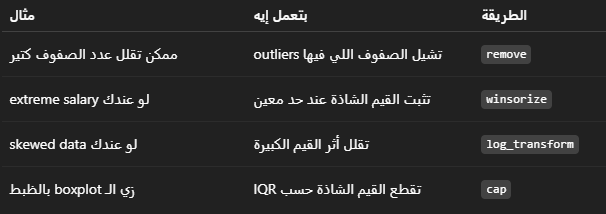 الطريقة بتعمل إيه مثال
remove تشيل الصفوف اللي فيها outliers ممكن تقلل عدد الصفوف كتير
winsorize تثبت القيم الشاذة عند حد معين لو عندك extreme salary
log_transform تقلل أثر القيم الكبيرة لو عندك skewed data
cap تقطع القيم الشاذة حسب IQR زي الـ boxplot بالظبط